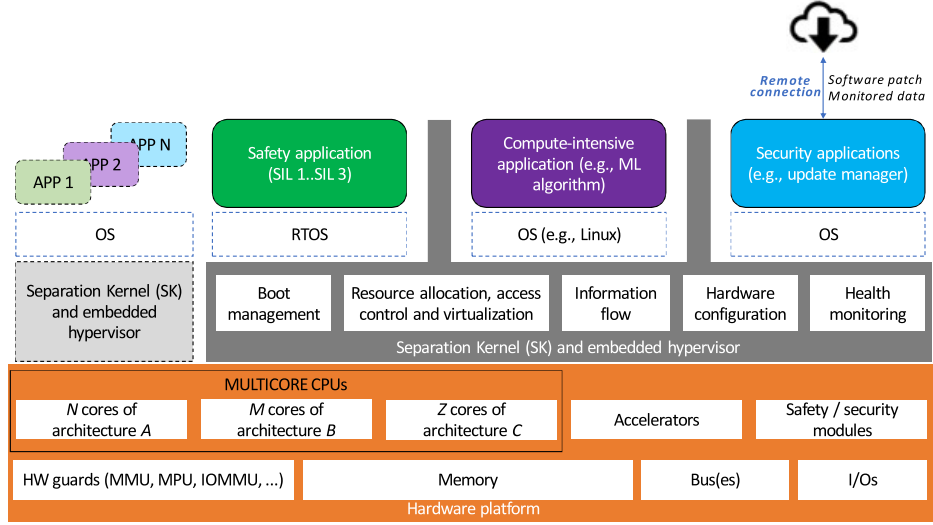 Remote
connection
Software patch
Monitored data
APP N
APP 2
APP 1
Safety application
(SIL 1..SIL 3)
Compute-intensive
application (e.g., ML
algorithm)
Security applications
(e.g., update manager)
OS
RTOS
OS (e.g., Linux)
OS
Separation Kernel (SK)
and embedded
hypervisor
Boot
management
Resource allocation, access
control and virtualization
Information
flow
Hardware
configuration
Health
monitoring
Separation Kernel (SK) and embedded hypervisor
MULTICORE CPUs
N cores of
architecture A
M cores of
architecture B
Z cores of
architecture C
Accelerators
Safety / security
modules
HW guards (MMU, MPU, IOMMU, ...)
Memory
Bus(es)
I/Os
Hardware platform